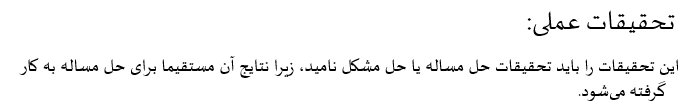 تحقیقات عملی:
این تحقیقات را باید تحقیقات حل مساله یا حل مشکل نامید، زیرا نتایج آن مستقیما برای حل مساله به کار
گرفته می‌شود.